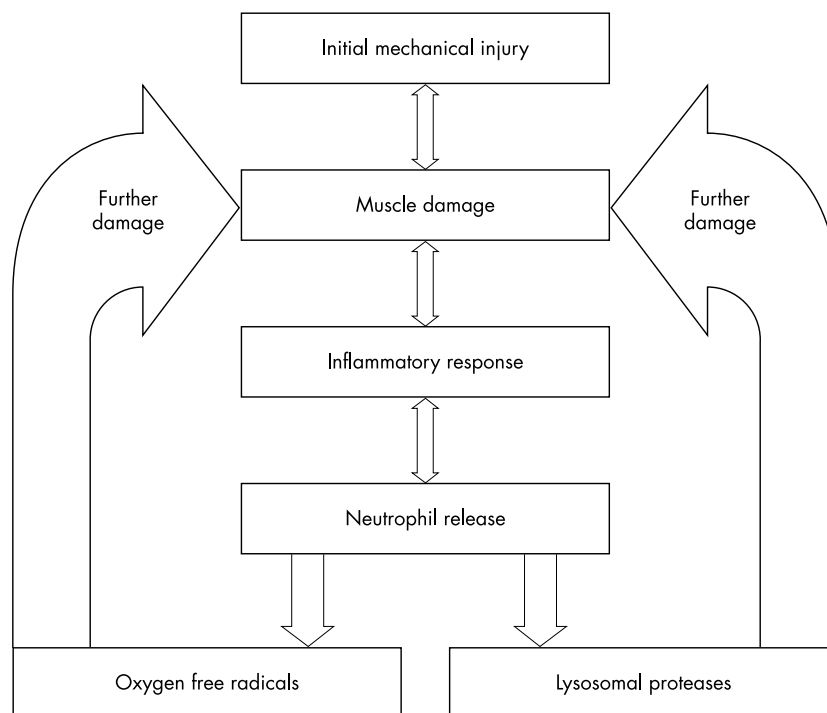 Initial mechanical injury
Further
damage
Muscle damage
Further
damage
Inflammatory response
Neutrophil release
Oxygen free radicals
Lysosomal proteases